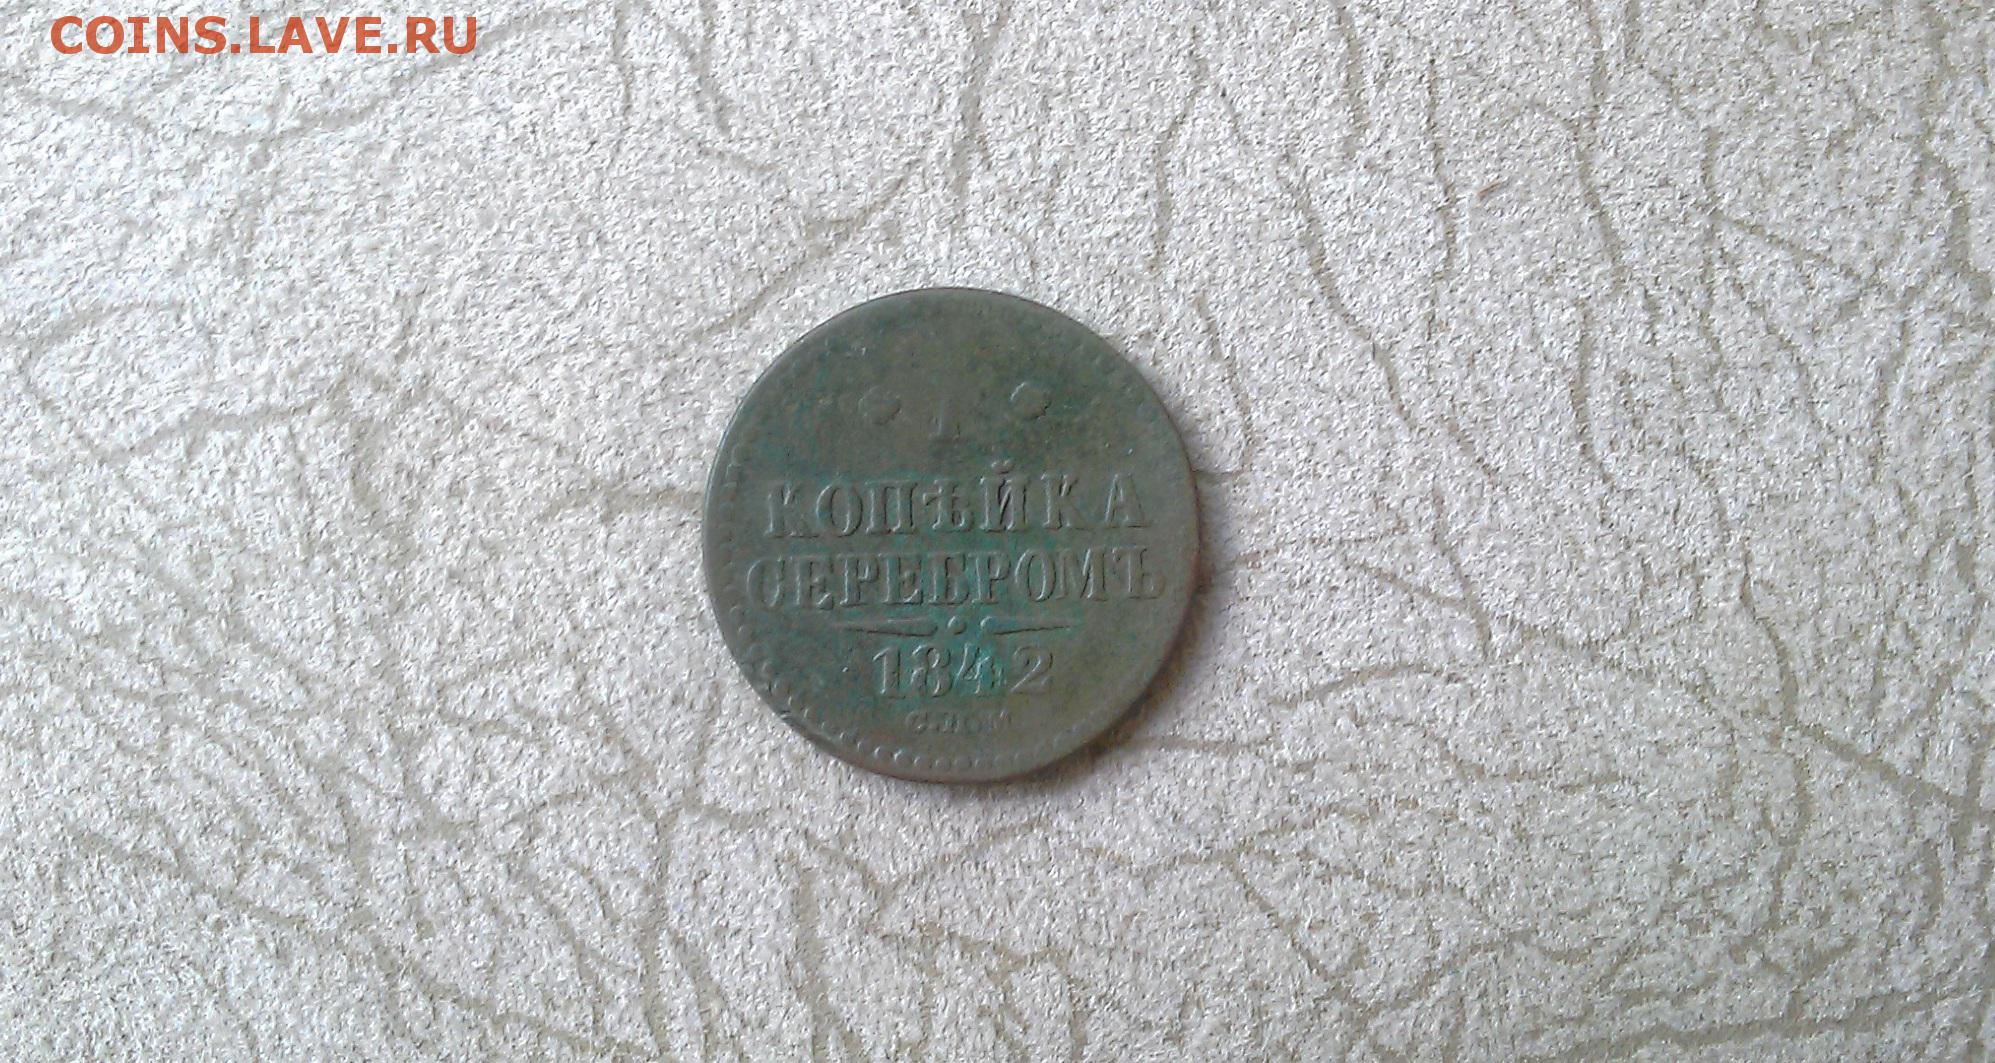 COINS.LAVE.RU
1
КОПѢЙКА
СЕРЕБРОМЪ
1842